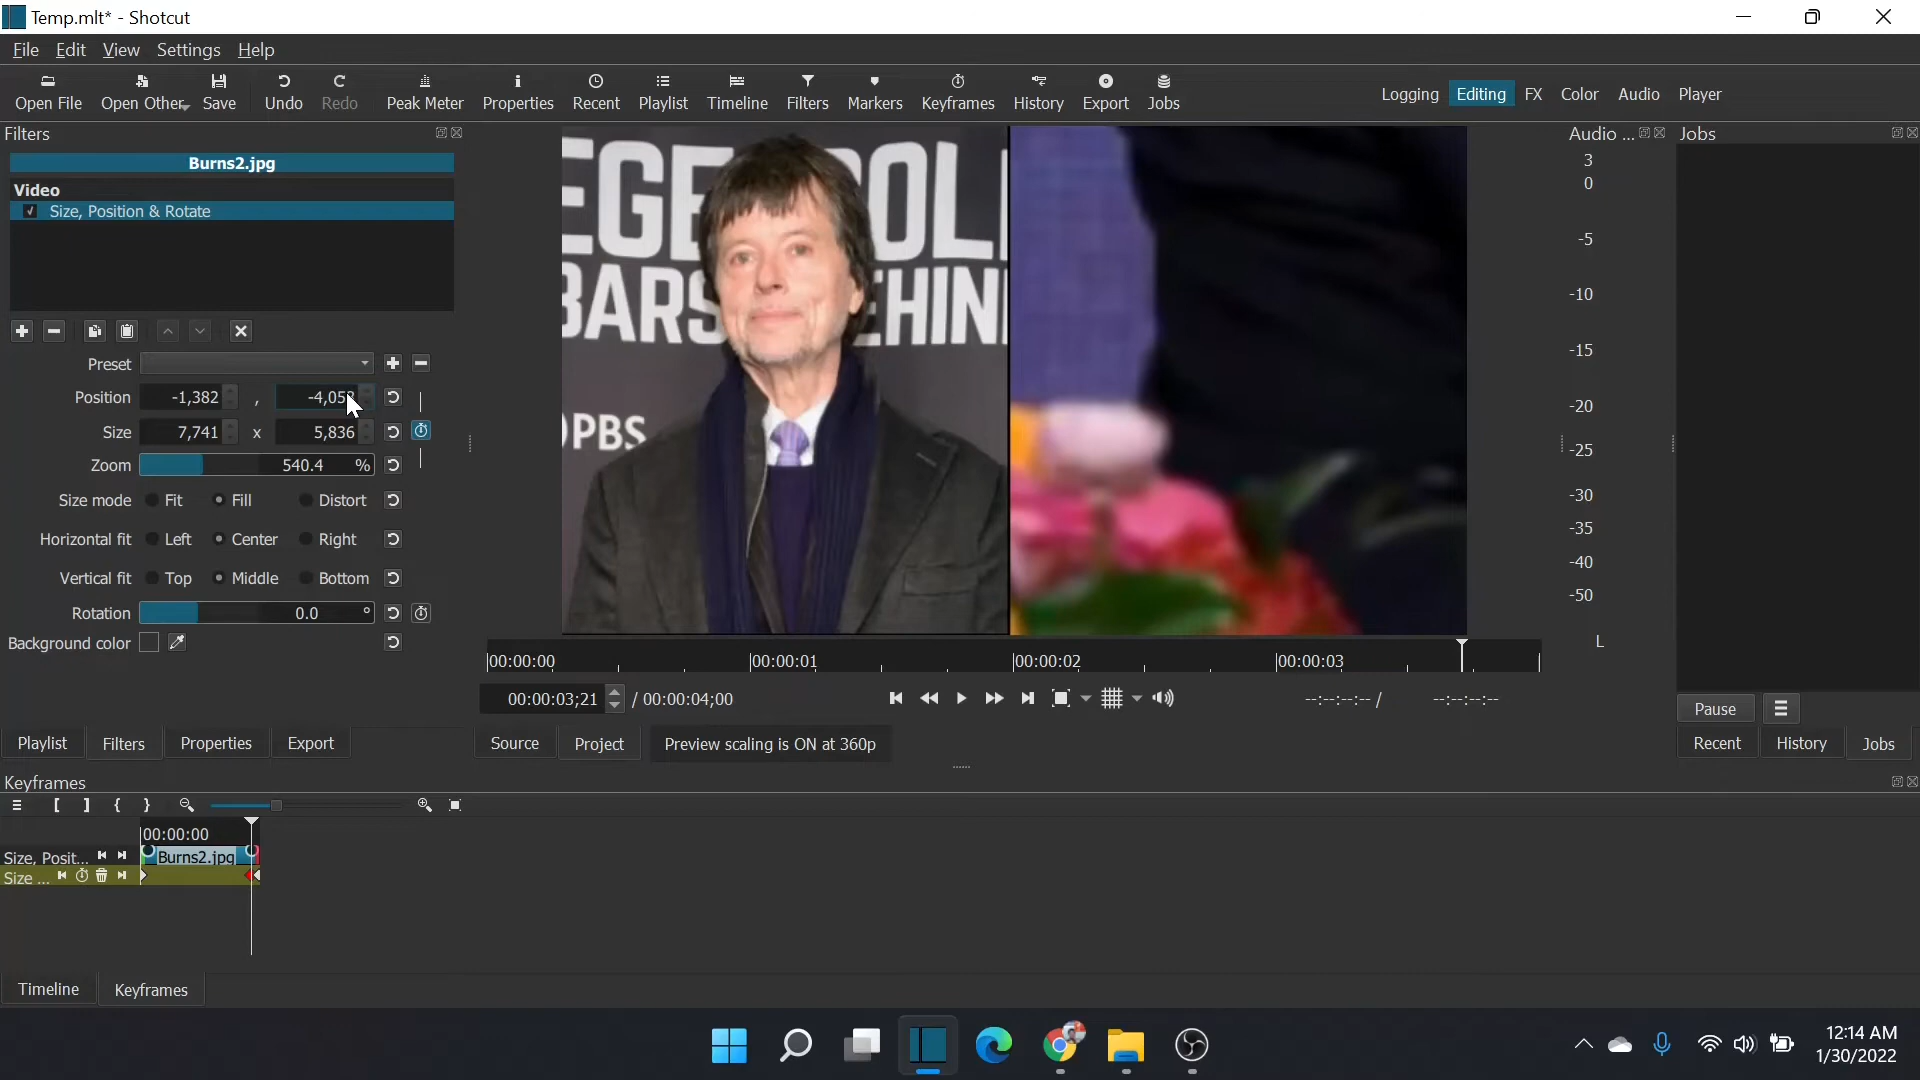 Temp.mlt* - Shotcut
File Edit View Settings Help
Open File Open Other Save Undo Redo Peak Meter Properties Recent Playlist Timeline Filters Markers Keyframes History Export Jobs Logging Editing FX Color Audio Player
Filters Audio ... Jobs
Burns2.jpg
Video
Size, Position & Rotate
Preset
Position -1,382 ,
Size 7,741 x 5,836
Zoom 540.4 %
Size mode Fit Fill Distort
Horizontal fit Left Center Right
Vertical fit Top Middle Bottom
Rotation 0.0 °
Background color
EGE COL
BARS EHIN
PBS
3
0
-5
-10
-15
-20
-25
-30
-35
-40
-50
L
00:00:00 00:00:01 00:00:02 00:00:03
00:00:03;21 / 00:00:04;00 --:--:--:-- / --:--:--:--
Pause
Playlist Filters Properties Export Source Project Preview scaling is ON at 360p Recent History Jobs
Keyframes
00:00:00
Size, Posit... Burns2.jpg
Size ...
Timeline Keyframes
12:14 AM
1/30/2022